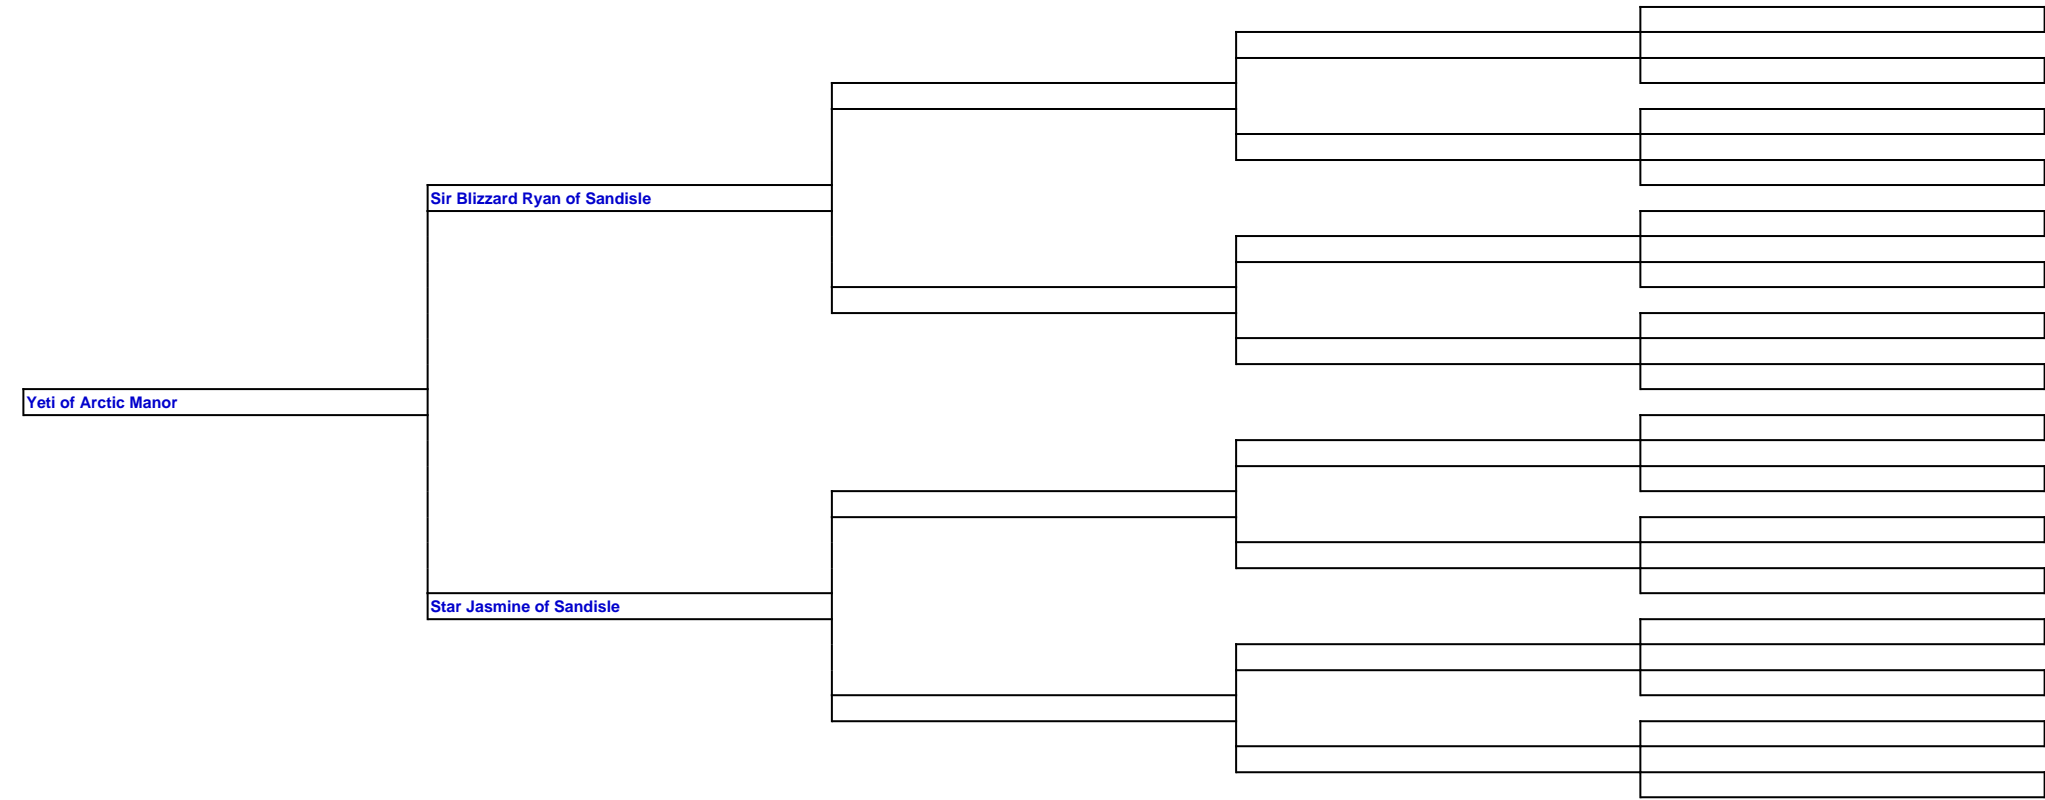 Sir Blizzard Ryan of Sandisle
Yeti of Arctic Manor
Star Jasmine of Sandisle